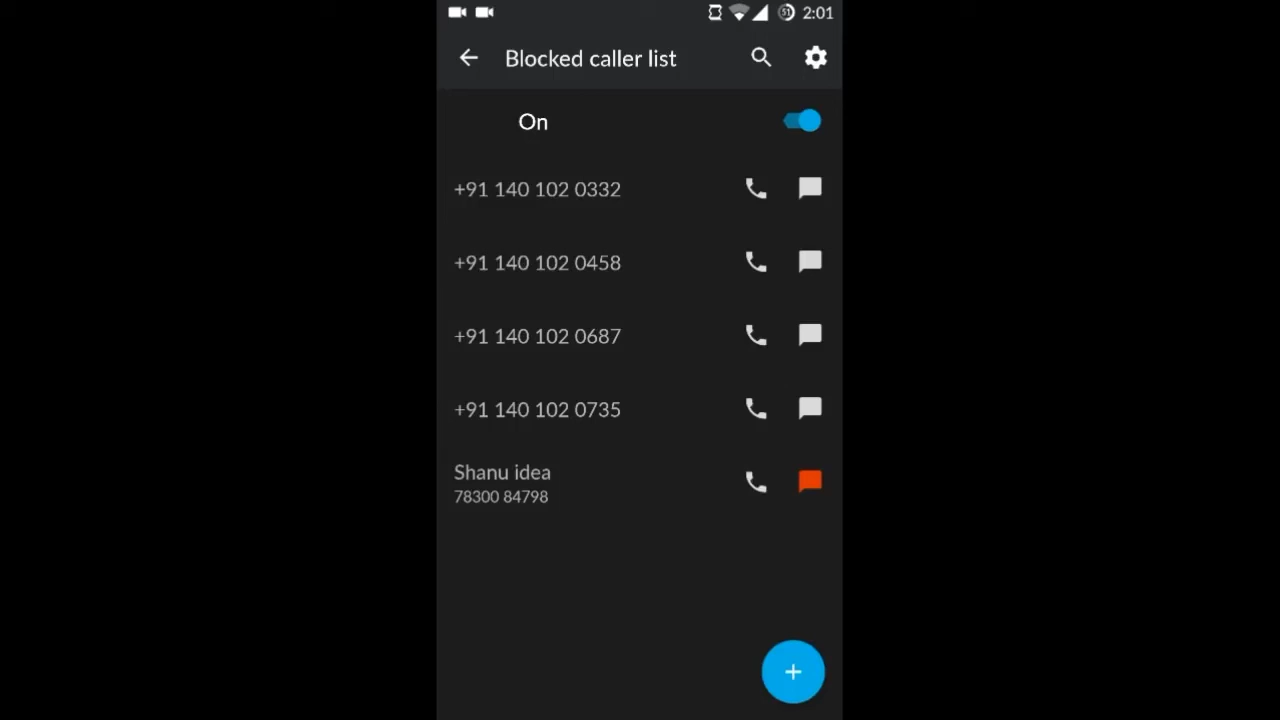 51 2:01
Blocked caller list
On
+91 140 102 0332
+91 140 102 0458
+91 140 102 0687
+91 140 102 0735
Shanu idea
78300 84798